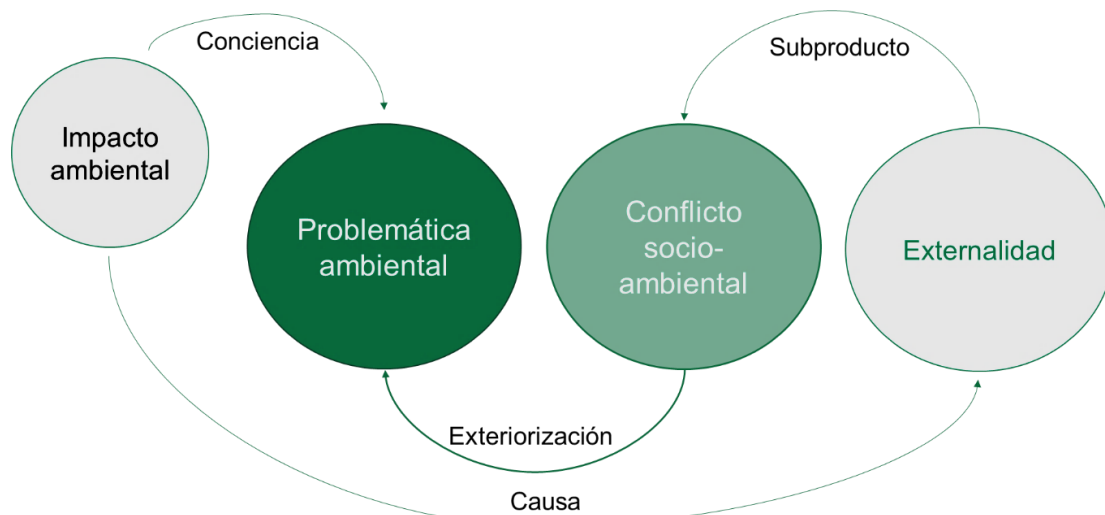 Conciencia
Subproducto
Impacto
ambiental
Problemática
ambiental
Conflicto
socio-
ambiental
Externalidad
Exteriorización
Causa